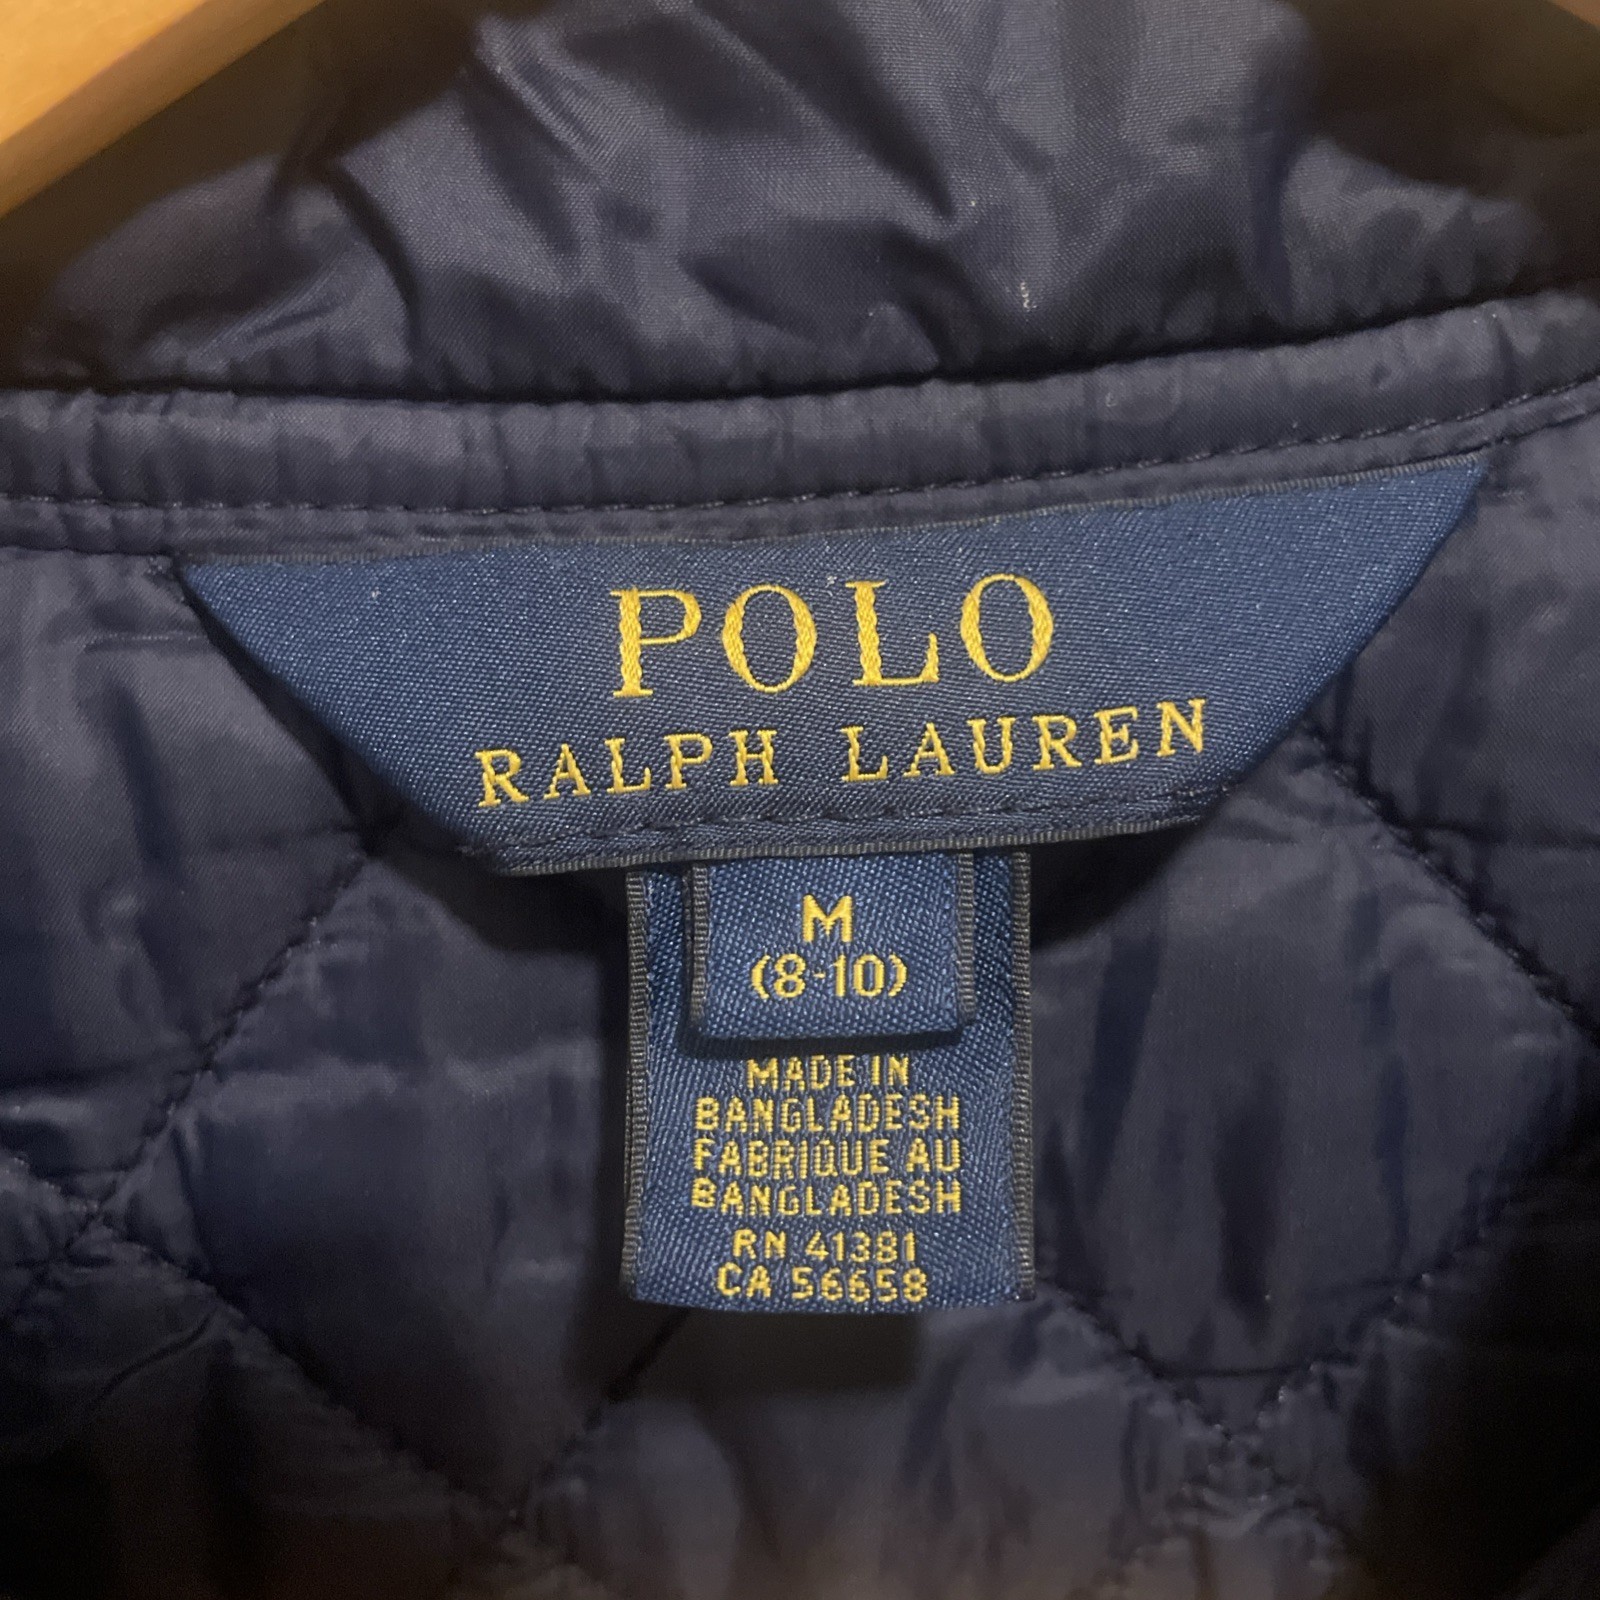 POLO
RALPH LAUREN
M
(8-10)
MADE IN
BANGLADESH
FABRIQUE AU
BANGLADESH
RN 41381
CA 56658